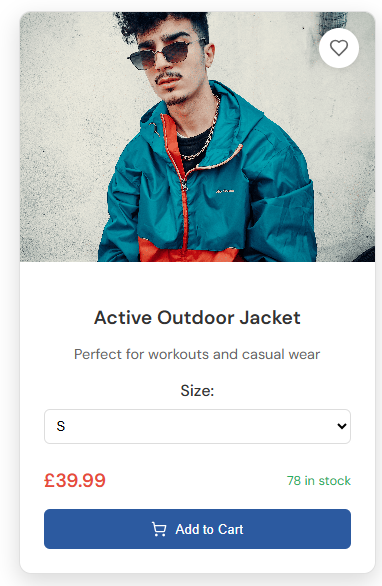 Active Outdoor Jacket
Perfect for workouts and casual wear
Size:
S
£39.99
78 in stock
Add to Cart